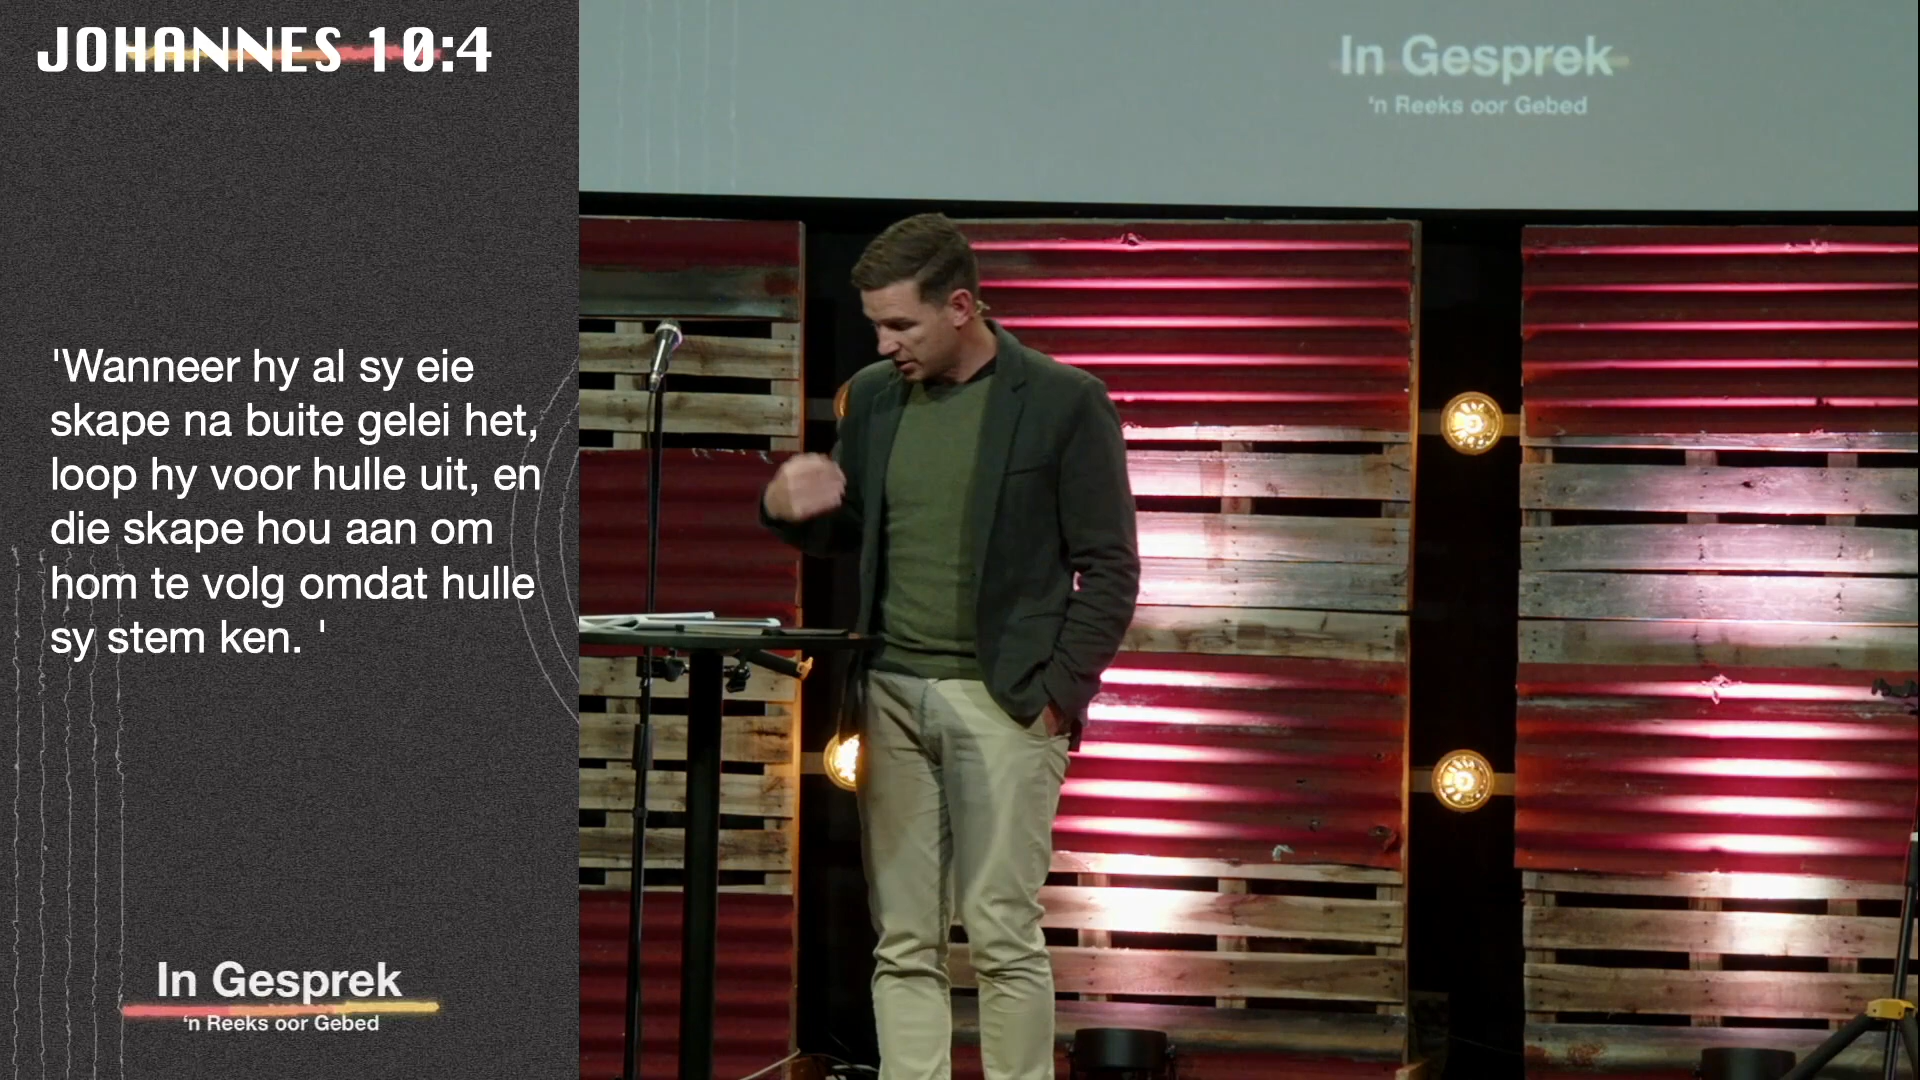 JOHANNES 10:4
'Wanneer hy al sy eie
skape na buite gelei het,
loop hy voor hulle uit, en
die skape hou aan om
hom te volg omdat hulle
sy stem ken. '
In Gesprek
'n Reeks oor Gebed
In Gesprek
'n Reeks oor Gebed